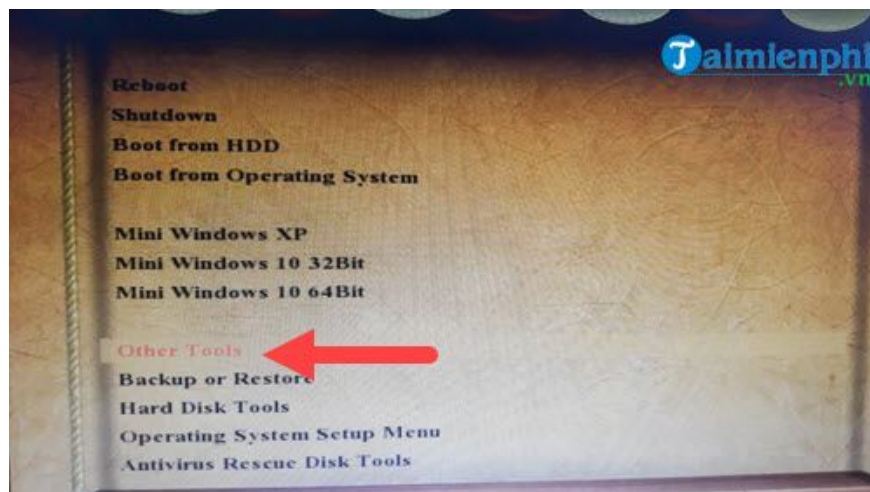 Taimienphi
.vn
Reboot
Shutdown
Boot from HDD
Boot from Operating System
Mini Windows XP
Mini Windows 10 32Bit
Mini Windows 10 64Bit
Other Tools
Backup or Restore
Hard Disk Tools
Operating System Setup Menu
Antivirus Rescue Disk Tools